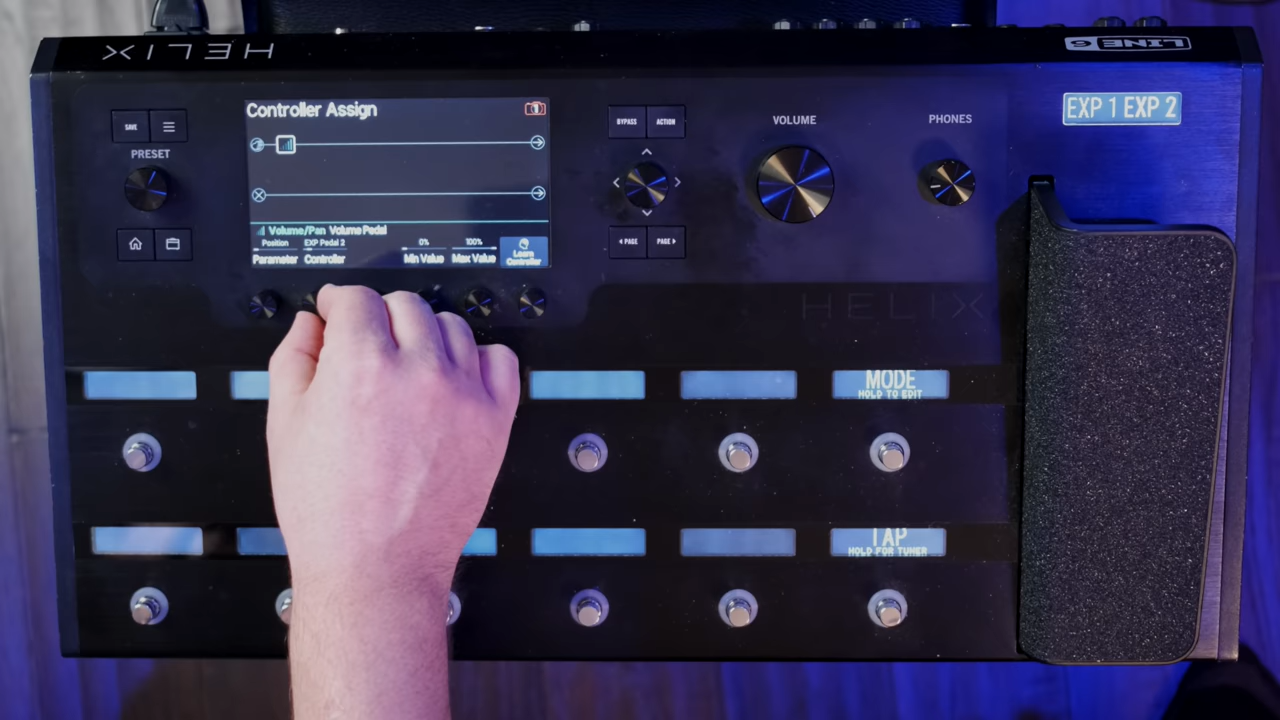 HELIX
LINE 6
Controller Assign
SAVE
PRESET
BYPASS ACTION
VOLUME
PHONES
EXP 1 EXP 2
Volume/Pan Volume Pedal
Position EXP Pedal 2 0% 100%
Parameter Controller Min Value Max Value Learn Controller
PAGE PAGE
HELIX
MODE
HOLD TO EDIT
TAP
HOLD FOR TUNER